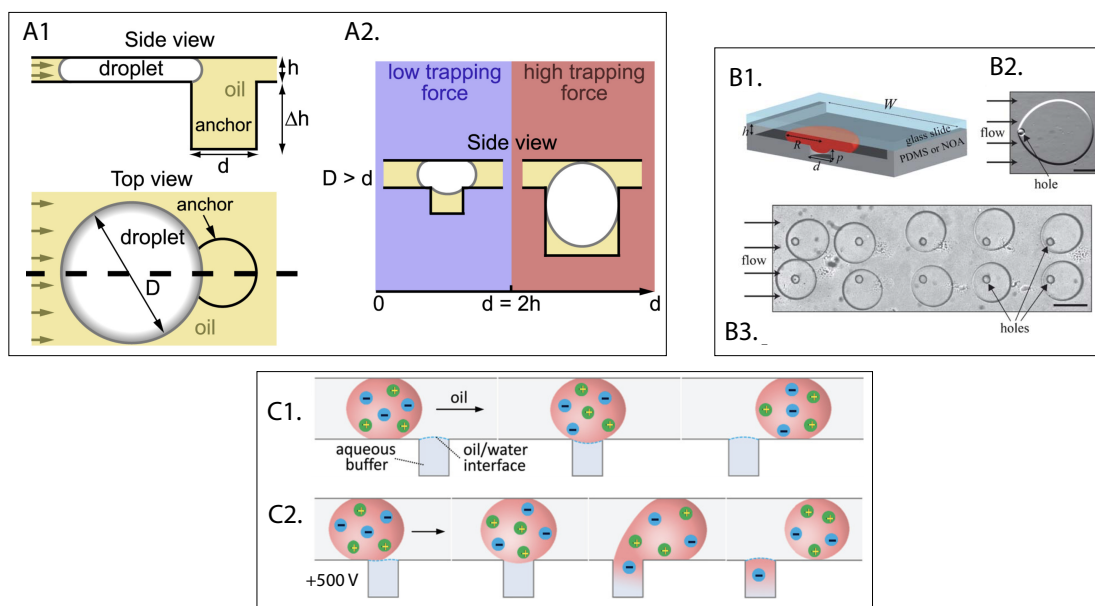 A1
Side view
droplet
h
oil
anchor
Δh
d
Top view
anchor
droplet
D
oil
A2.
low trapping
force
high trapping
force
Side view
D > d
0
d = 2h
d
B1.
W
glass slide
h
R
p
d
PDMS or NOA
B2.
flow
hole
flow
holes
B3.
C1.
oil
aqueous
buffer
oil/water
interface
C2.
+500 V